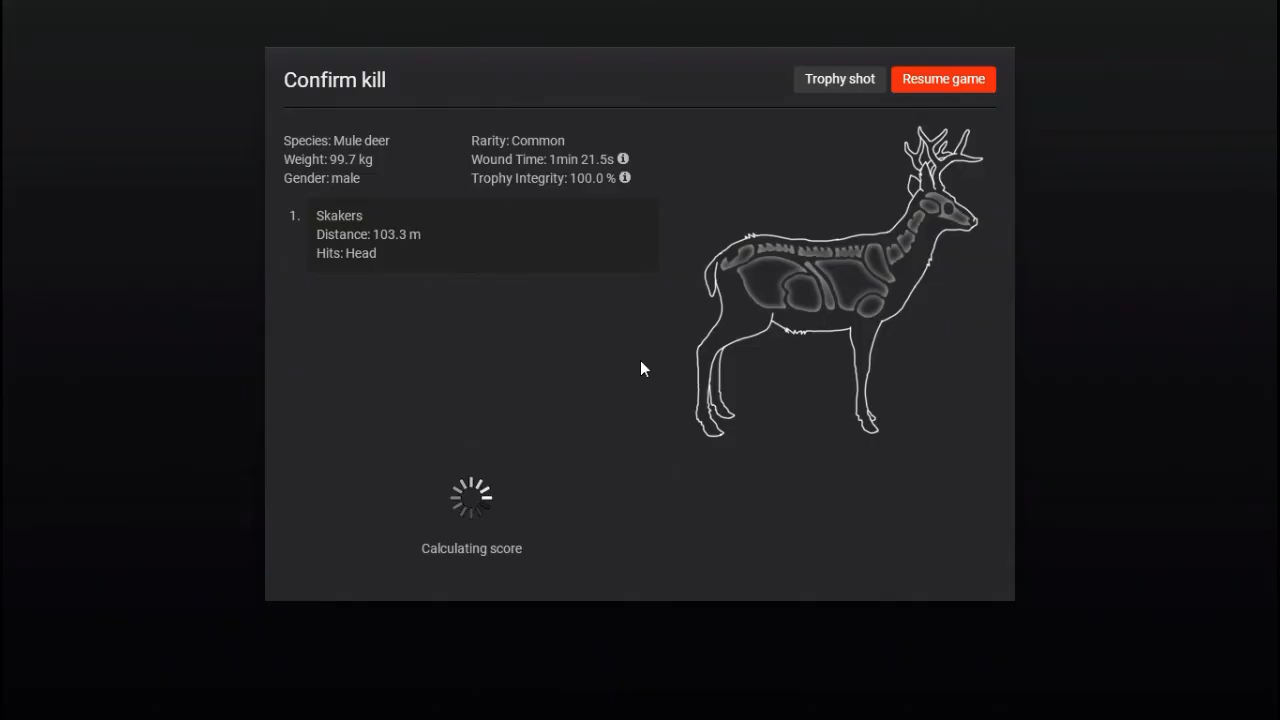 Confirm kill
Trophy shot
Resume game
Species: Mule deer
Weight: 99.7 kg
Gender: male
Rarity: Common
Wound Time: 1min 21.5s
Trophy Integrity: 100.0 %
1.
Skakers
Distance: 103.3 m
Hits: Head
Calculating score